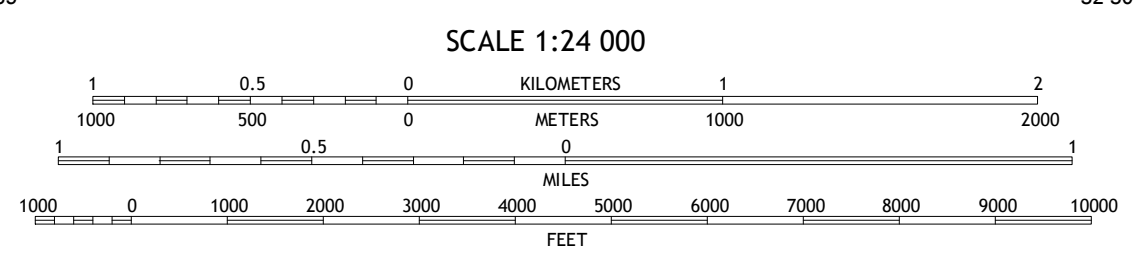 SCALE 1:24 000
1 0.5 0 KILOMETERS 1 2
1000 500 0 METERS 1000 2000
1 0.5 0 1
MILES
1000 0 1000 2000 3000 4000 5000 6000 7000 8000 9000 10000
FEET